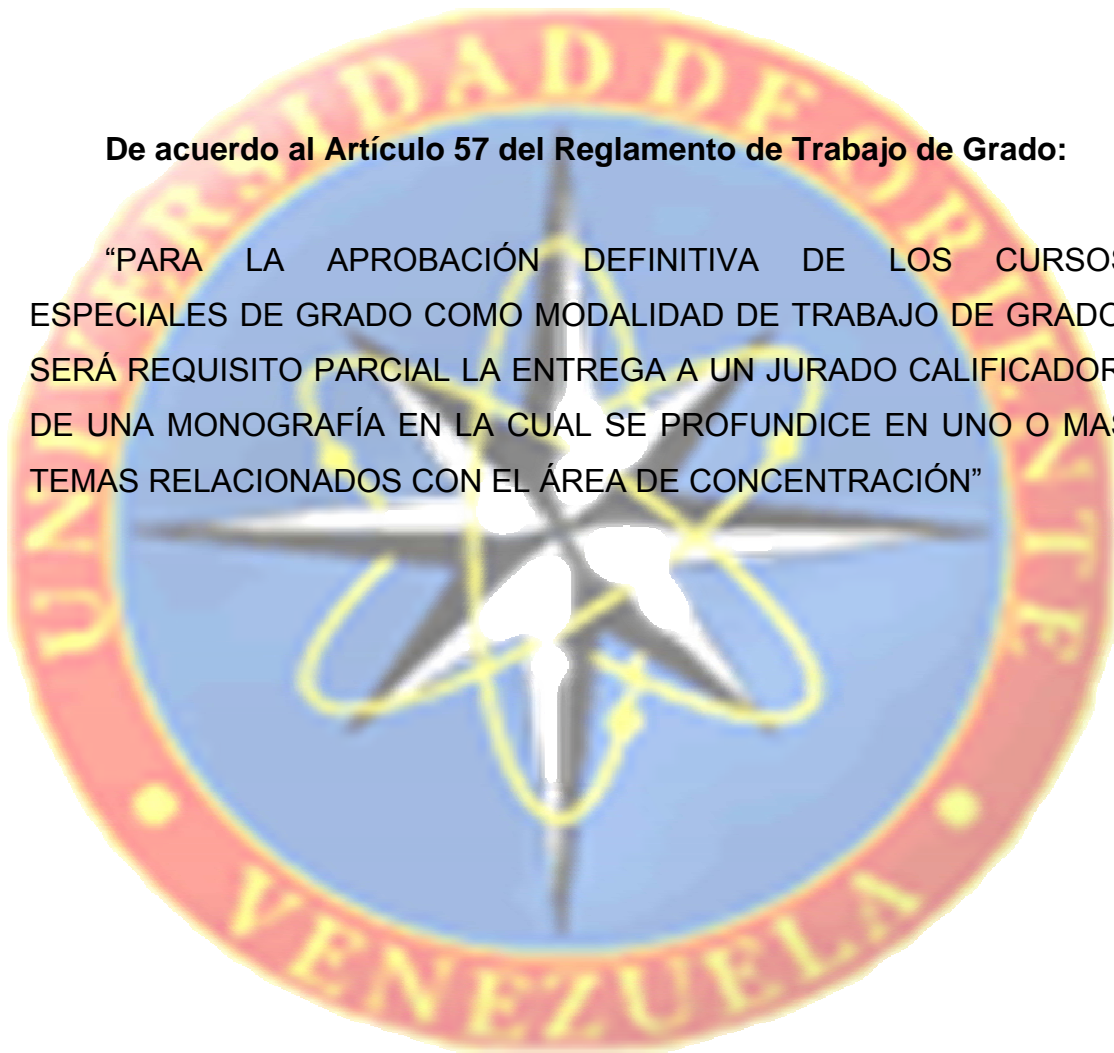 De acuerdo al Artículo 57 del Reglamento de Trabajo de Grado:
“PARA LA APROBACIÓN DEFINITIVA DE LOS CURSOS
ESPECIALES DE GRADO COMO MODALIDAD DE TRABAJO DE GRADO
SERÁ REQUISITO PARCIAL LA ENTREGA A UN JURADO CALIFICADOR
DE UNA MONOGRAFÍA EN LA CUAL SE PROFUNDICE EN UNO O MAS
TEMAS RELACIONADOS CON EL ÁREA DE CONCENTRACIÓN”
UNIVERSIDAD DE ORIENTE
VENEZUELA